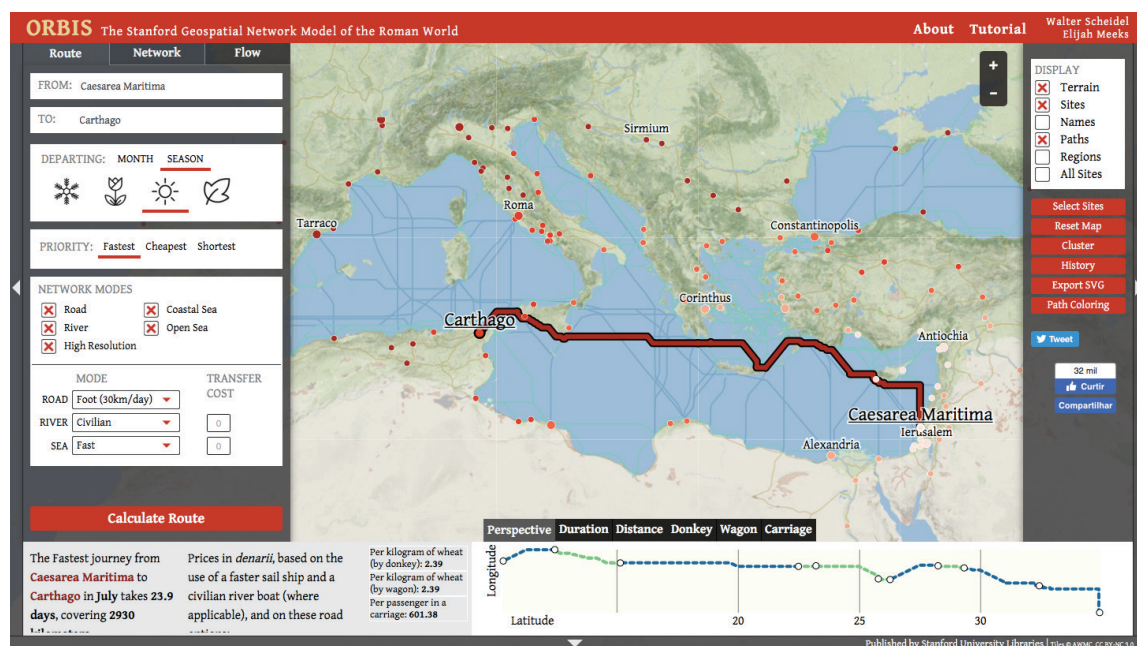 ORBIS The Stanford Geospatial Network Model of the Roman World
About Tutorial
Walter Scheidel
Elijah Meeks
Route Network Flow
FROM: Caesarea Maritima
TO: Carthago
DEPARTING: MONTH SEASON
PRIORITY: Fastest Cheapest Shortest
NETWORK MODES
Road Coastal Sea
River Open Sea
High Resolution
MODE TRANSFER COST
ROAD Foot (30km/day)
RIVER Civilian 0
SEA Fast 0
Calculate Route
+
-
Sirmium
Roma
Tarraco
Constantinopolis
Corinthus
Carthago
Antiochia
Caesarea Maritima
Ierusalem
Alexandria
DISPLAY
Terrain
Sites
Names
Paths
Regions
All Sites
Select Sites
Reset Map
Cluster
History
Export SVG
Path Coloring
Tweet
32 mil
Curtir
Compartilhar
The Fastest journey from
Caesarea Maritima to
Carthago in July takes 23.9
days, covering 2930
Prices in denarii, based on the
use of a faster sail ship and a
civilian river boat (where
applicable), and on these road
Per kilogram of wheat
(by donkey): 2.39
Per kilogram of wheat
(by wagon): 2.39
Per passenger in a
carriage: 601.38
Perspective Duration Distance Donkey Wagon Carriage
Longitude
Latitude 20 25 30
Published by Stanford University Libraries | Tiles © AWMC, CC BY-NC 3.0